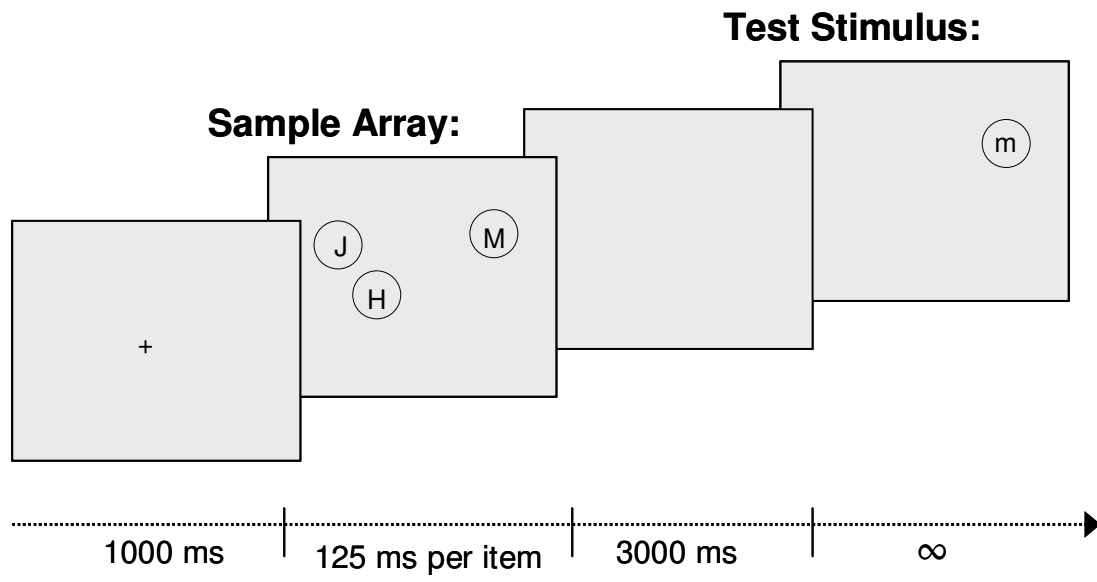 Test Stimulus:
Sample Array:
m
J
M
H
+
1000 ms
125 ms per item
3000 ms
∞